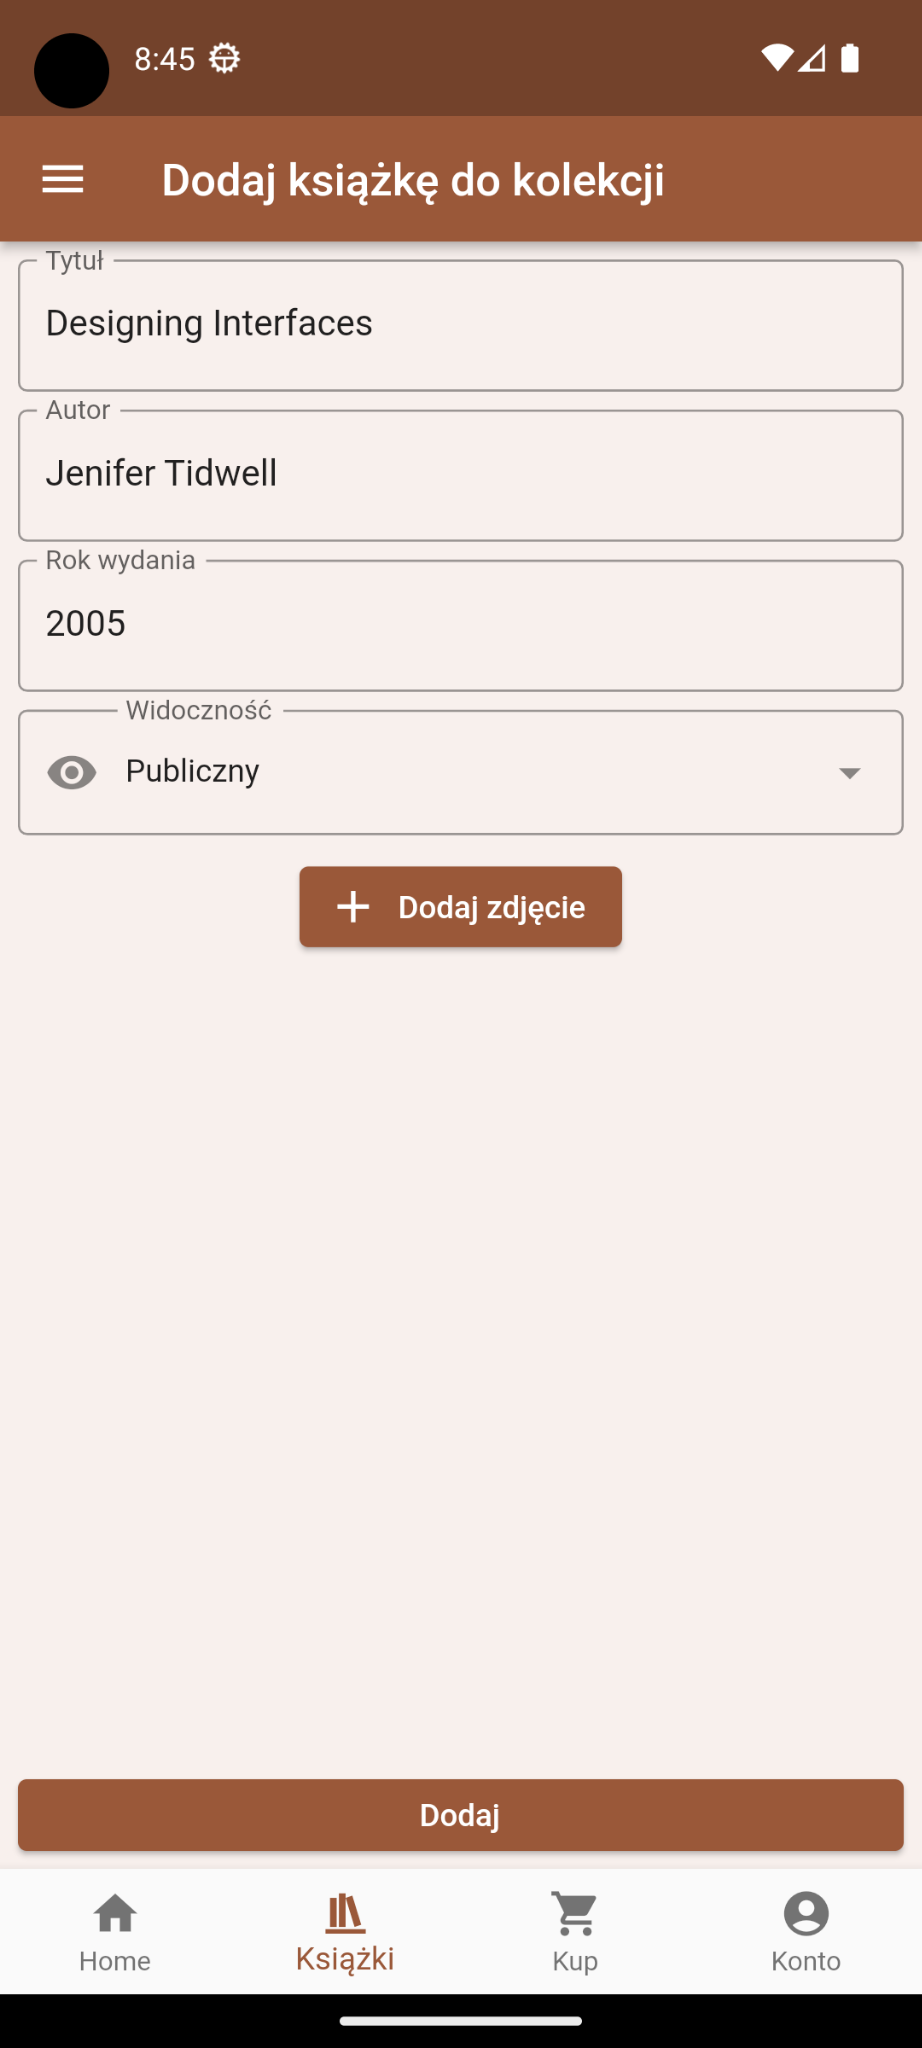 8:45
Dodaj książkę do kolekcji
Tytuł
Designing Interfaces
Autor
Jenifer Tidwell
Rok wydania
2005
Widoczność
Publiczny
Dodaj zdjęcie
Dodaj
Home
Książki
Kup
Konto